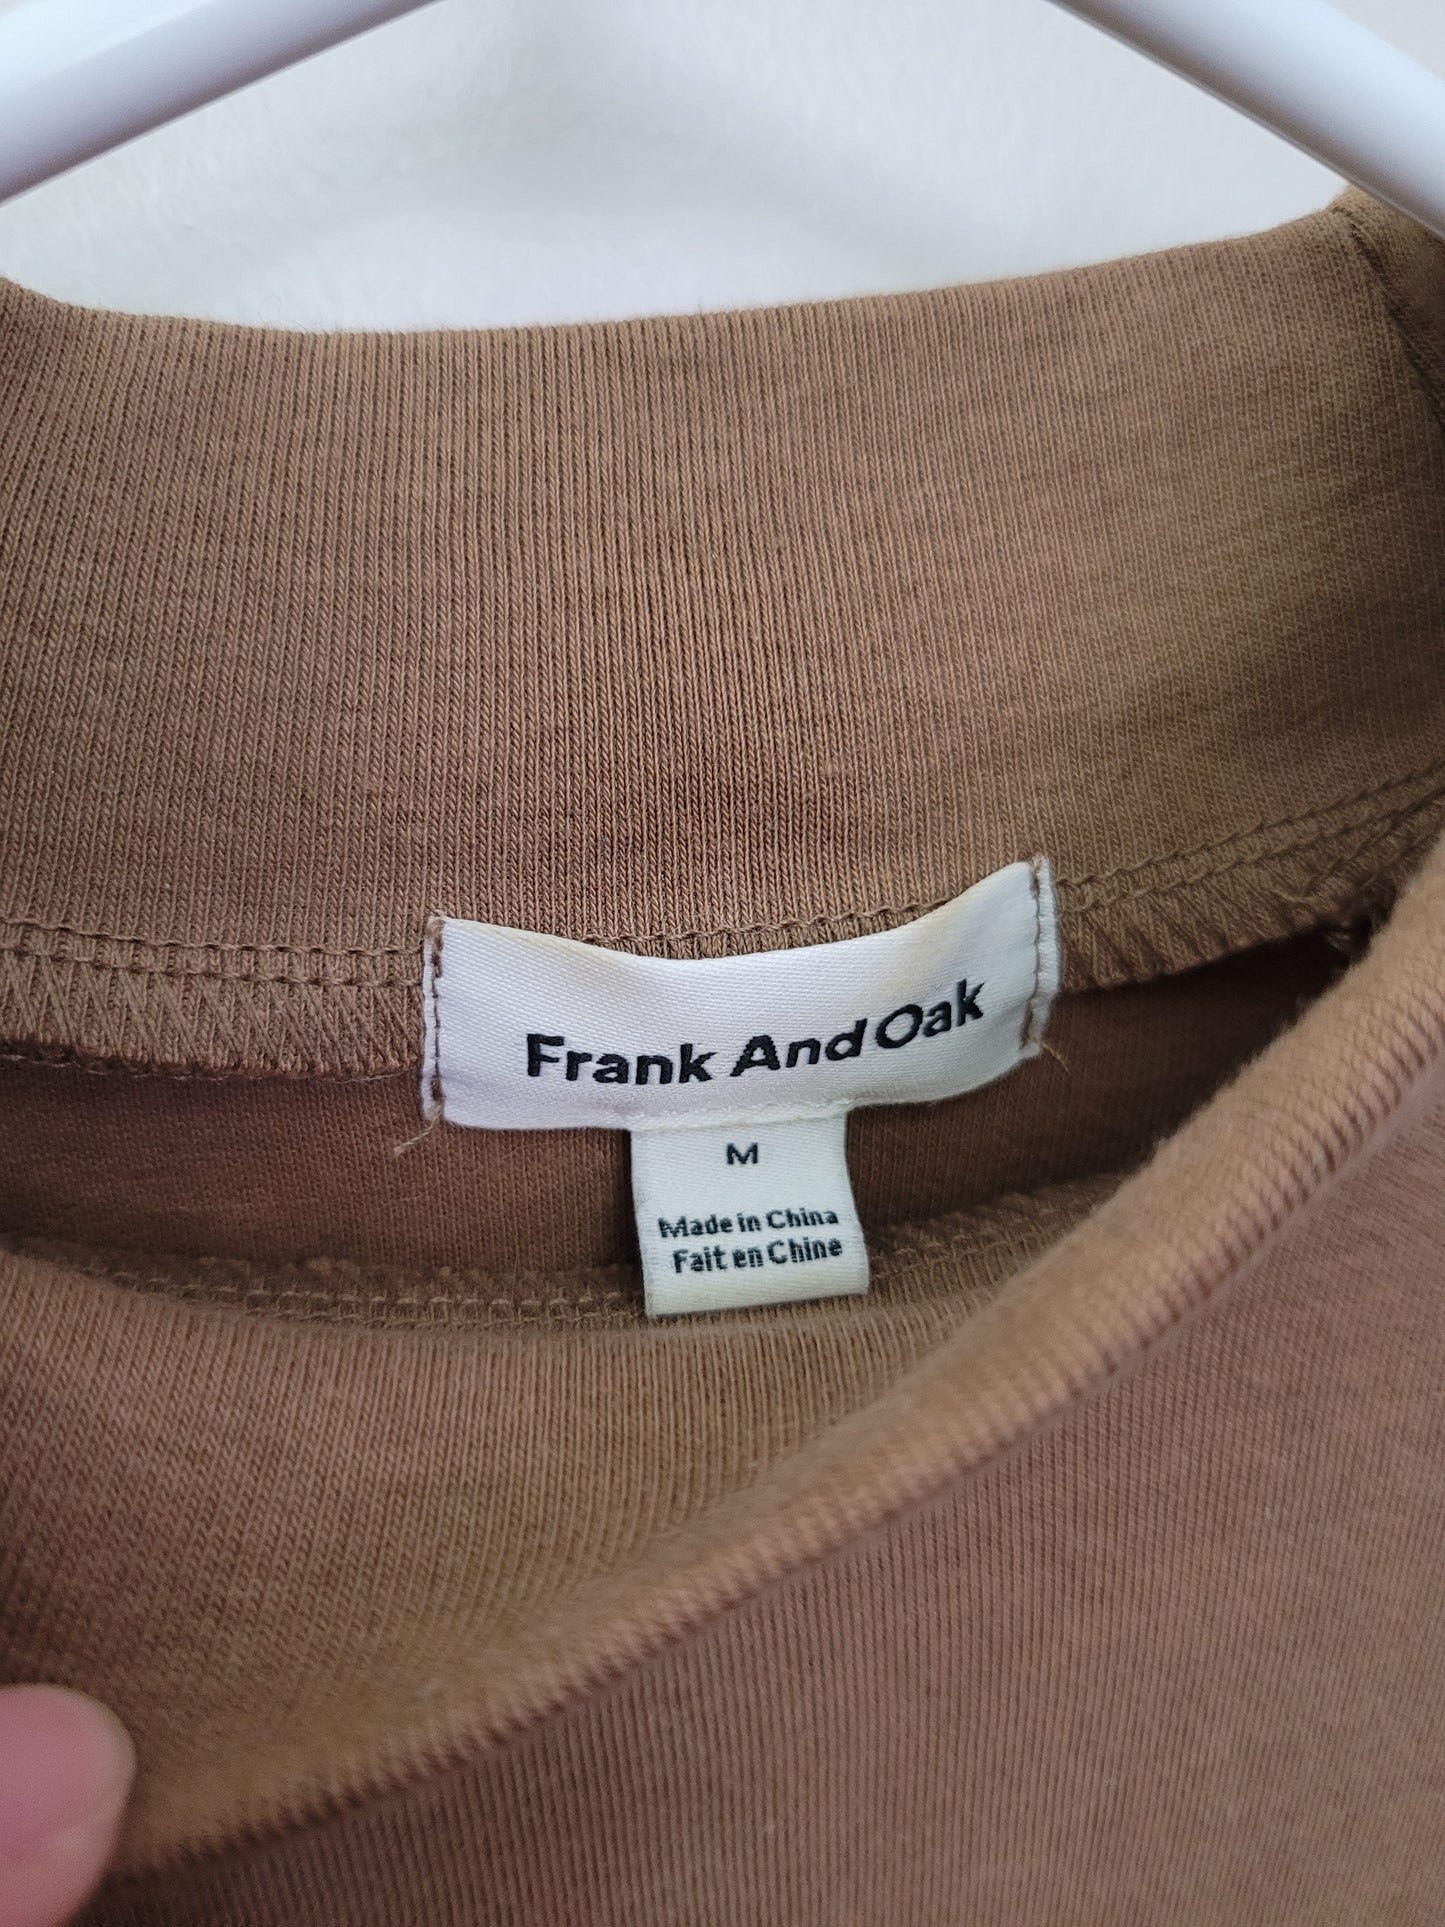 Frank And Oak
M
Made in China
Fait en Chine